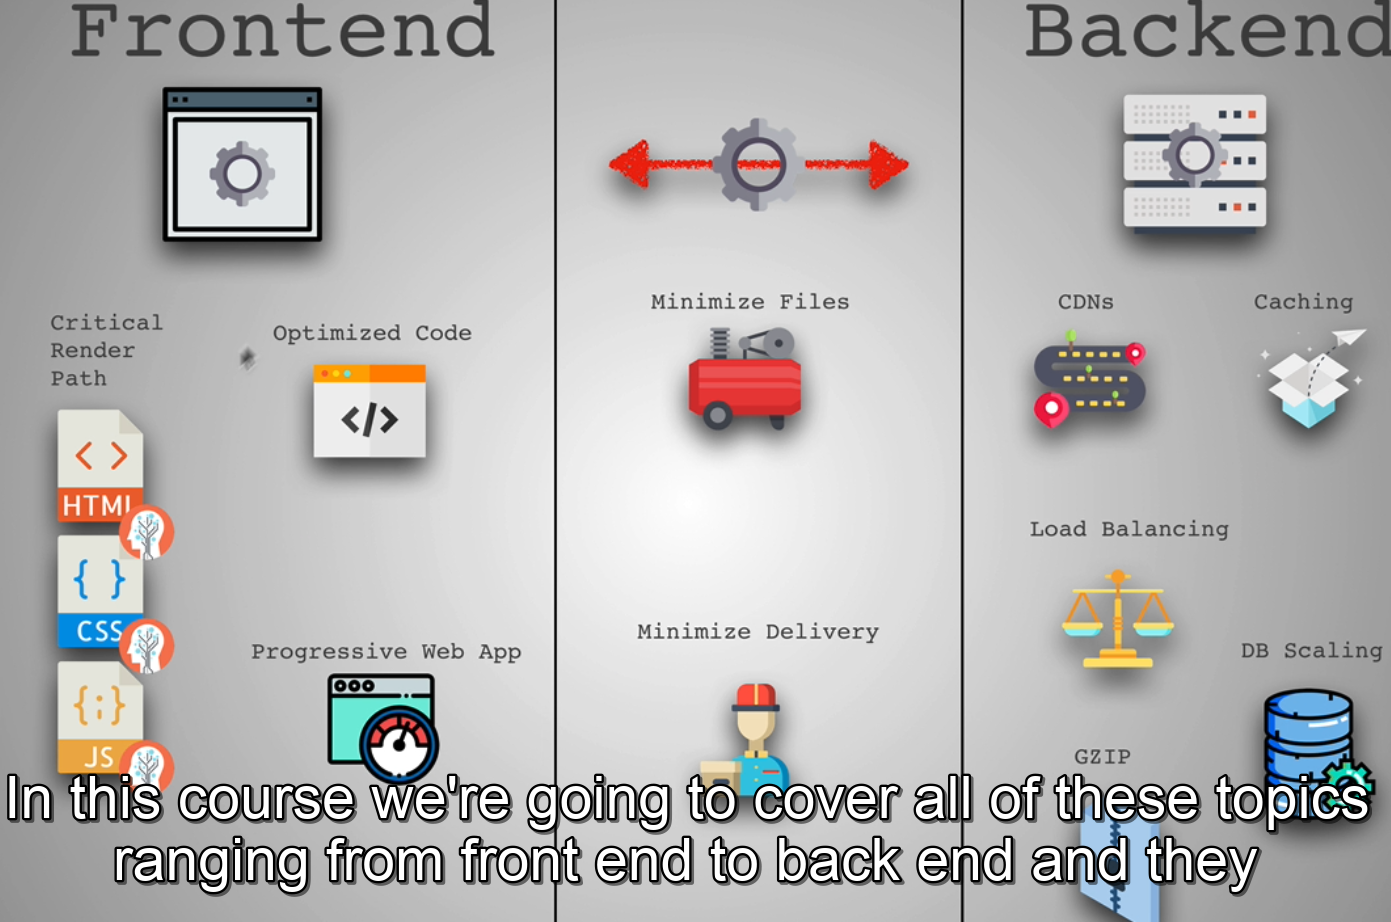 Frontend
Backend
Critical
Render
Path
Optimized Code
HTML
{ }
CSS
{;}
JS
</>
Progressive Web App
Minimize Files
Minimize Delivery
CDNs
Caching
Load Balancing
DB Scaling
GZIP
In this course we're going to cover all of these topics
ranging from front end to back end and they